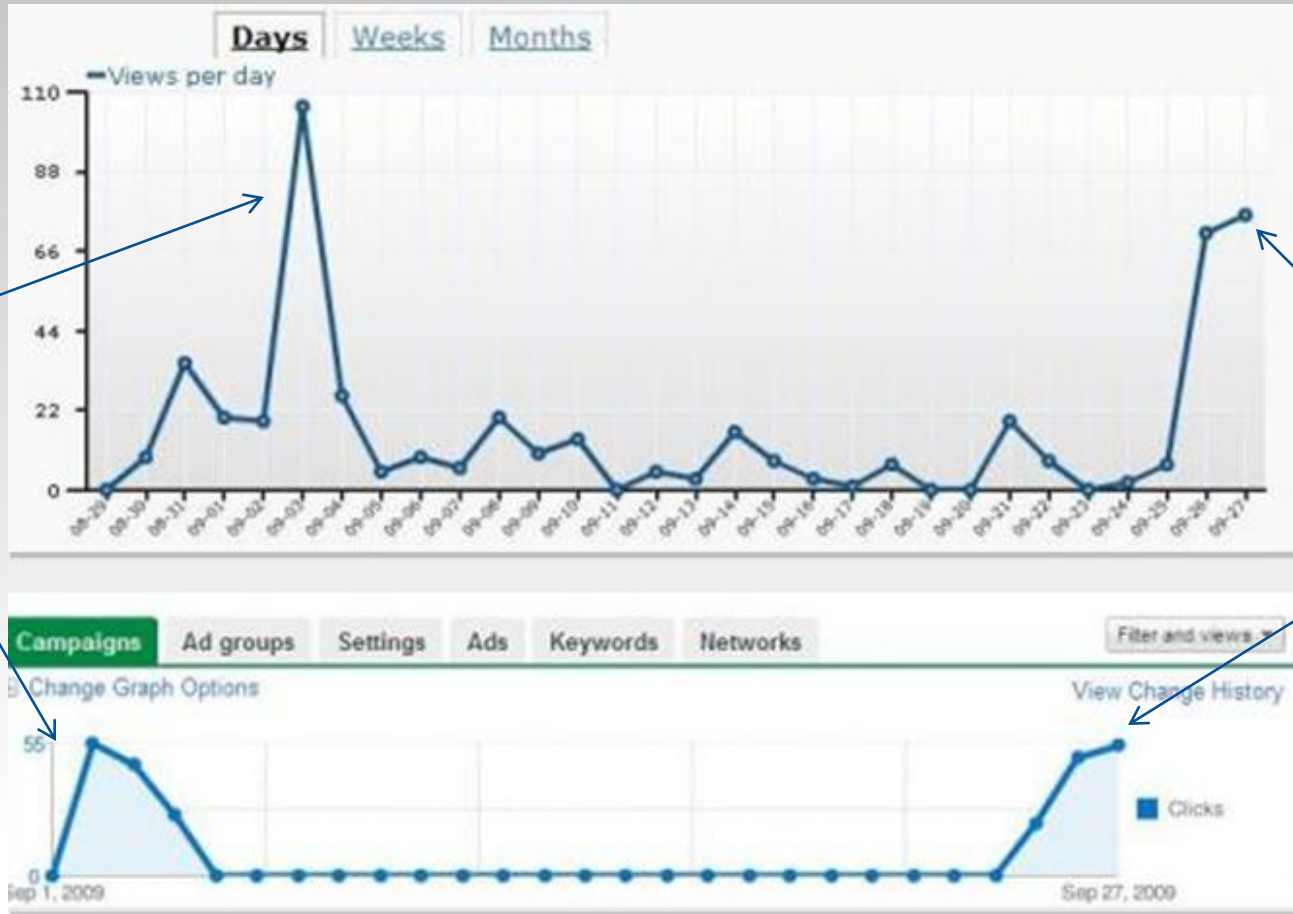 Days Weeks Months
Views per day
110
88
66
44
22
0
08-29 08-30 08-31 09-01 09-02 09-03 09-04 09-05 09-06 09-07 09-08 09-09 09-10 09-11 09-12 09-13 09-14 09-15 09-16 09-17 09-18 09-19 09-20 09-21 09-22 09-23 09-24 09-25 09-26 09-27
Campaigns Ad groups Settings Ads Keywords Networks Filter and views
Change Graph Options View Change History
55
Clicks
0
Sep 1, 2009 Sep 27, 2009